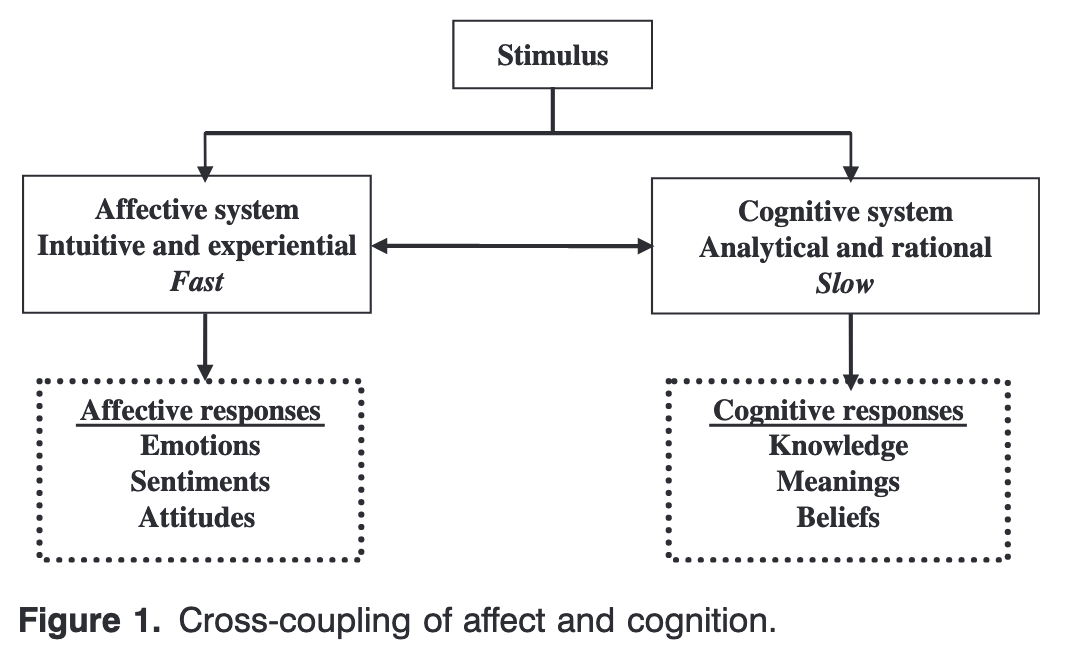 Stimulus
Affective system
Intuitive and experiential
Fast
Cognitive system
Analytical and rational
Slow
Affective responses
Emotions
Sentiments
Attitudes
Cognitive responses
Knowledge
Meanings
Beliefs
Figure 1. Cross-coupling of affect and cognition.